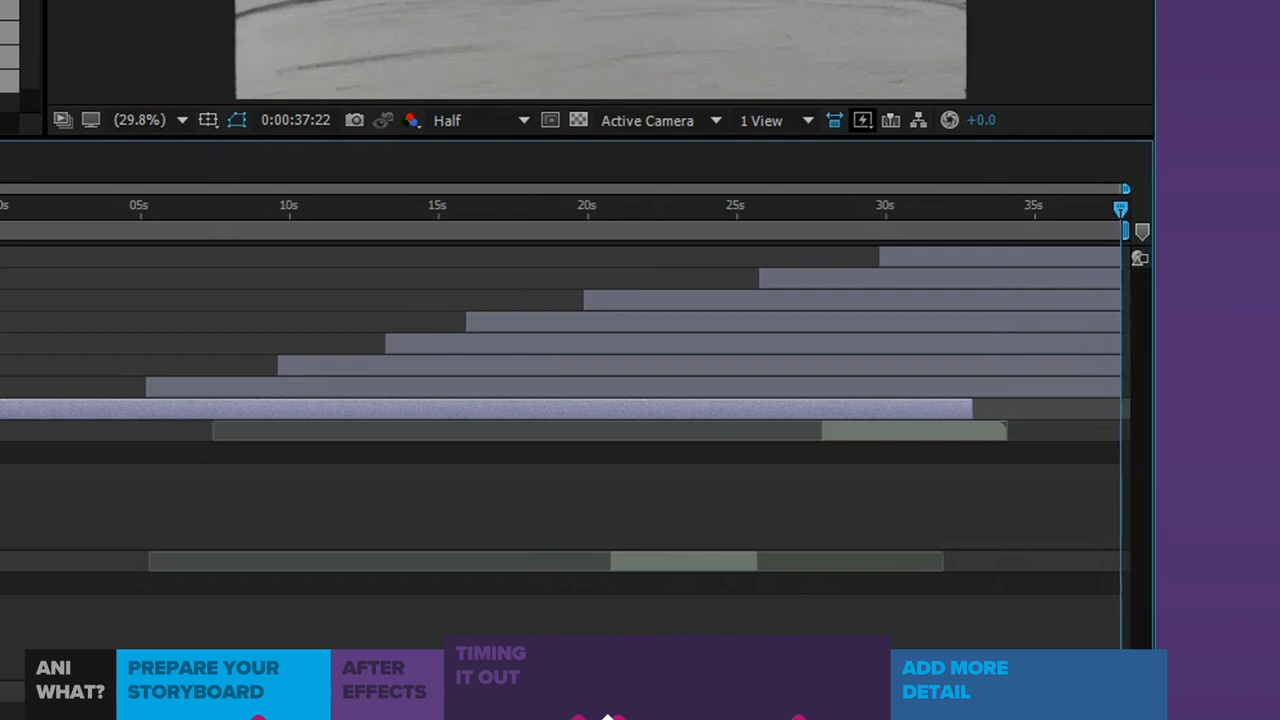 (29.8%) 0:00:37:22 Half Active Camera 1 View +0.0
0s 05s 10s 15s 20s 25s 30s 35s
ANI
WHAT?
PREPARE YOUR
STORYBOARD
AFTER
EFFECTS
TIMING
IT OUT
ADD MORE
DETAIL